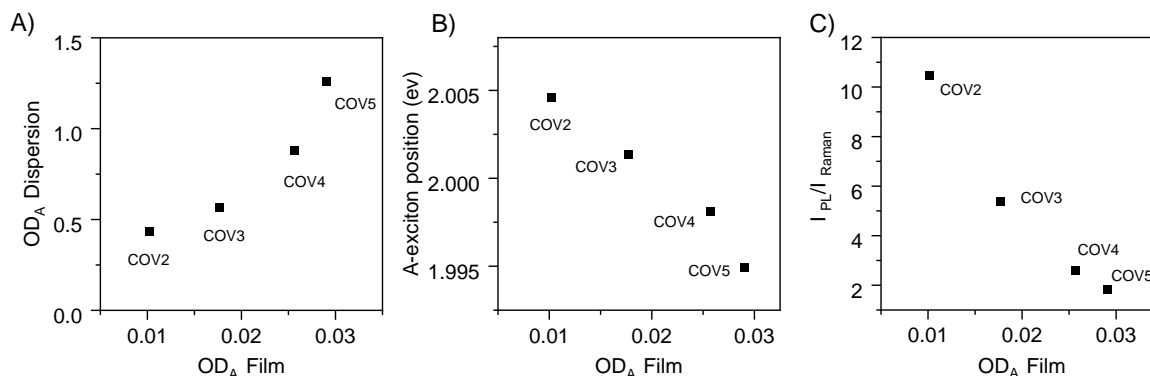 A)
OD_A Dispersion
1.5
1.0
0.5
0.0
COV5
COV4
COV3
COV2
0.01 0.02 0.03
OD_A Film
B)
A-exciton position (ev)
2.005
2.000
1.995
COV2
COV3
COV4
COV5
0.01 0.02 0.03
OD_A Film
C)
I_PL/I_Raman
12
10
8
6
4
2
COV2
COV3
COV4
COV5
0.01 0.02 0.03
OD_A Film